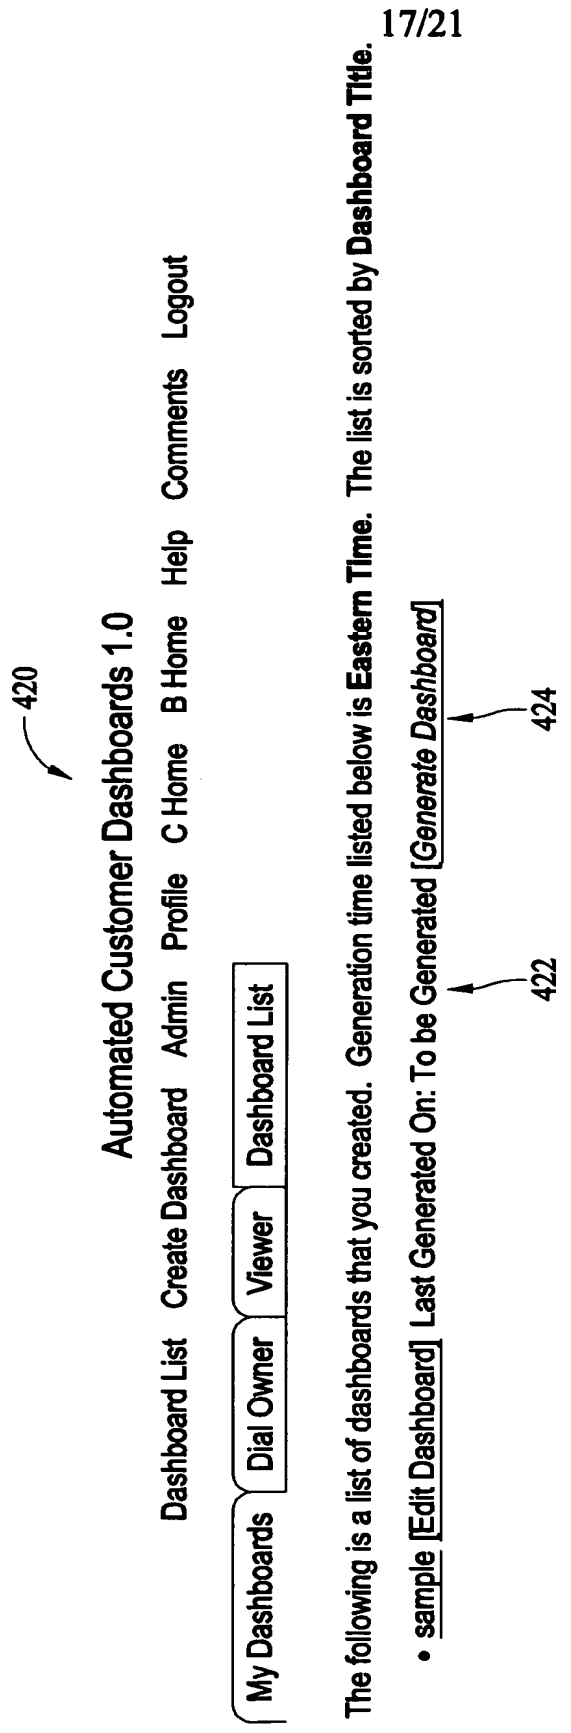 17/21
420
Automated Customer Dashboards 1.0
Dashboard List Create Dashboard Admin Profile C Home B Home Help Comments Logout
My Dashboards Dial Owner Viewer Dashboard List
The following is a list of dashboards that you created. Generation time listed below is Eastern Time. The list is sorted by Dashboard Title.
• sample [Edit Dashboard] Last Generated On: To be Generated [Generate Dashboard]
422 424